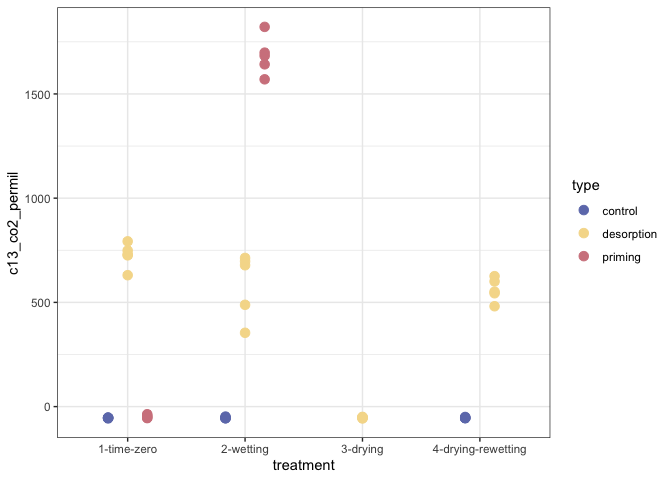 c13_co2_permil
1500
1000
500
0
1-time-zero
2-wetting
3-drying
4-drying-rewetting
treatment
type
control
desorption
priming